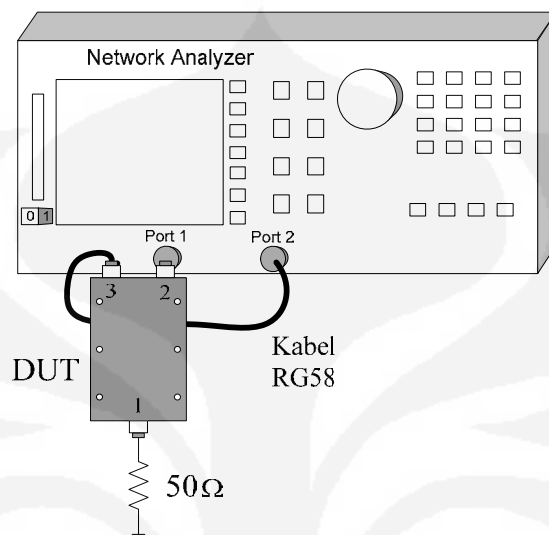 Network Analyzer
0 1
Port 1
Port 2
3
2
DUT
Kabel
RG58
1
50Ω